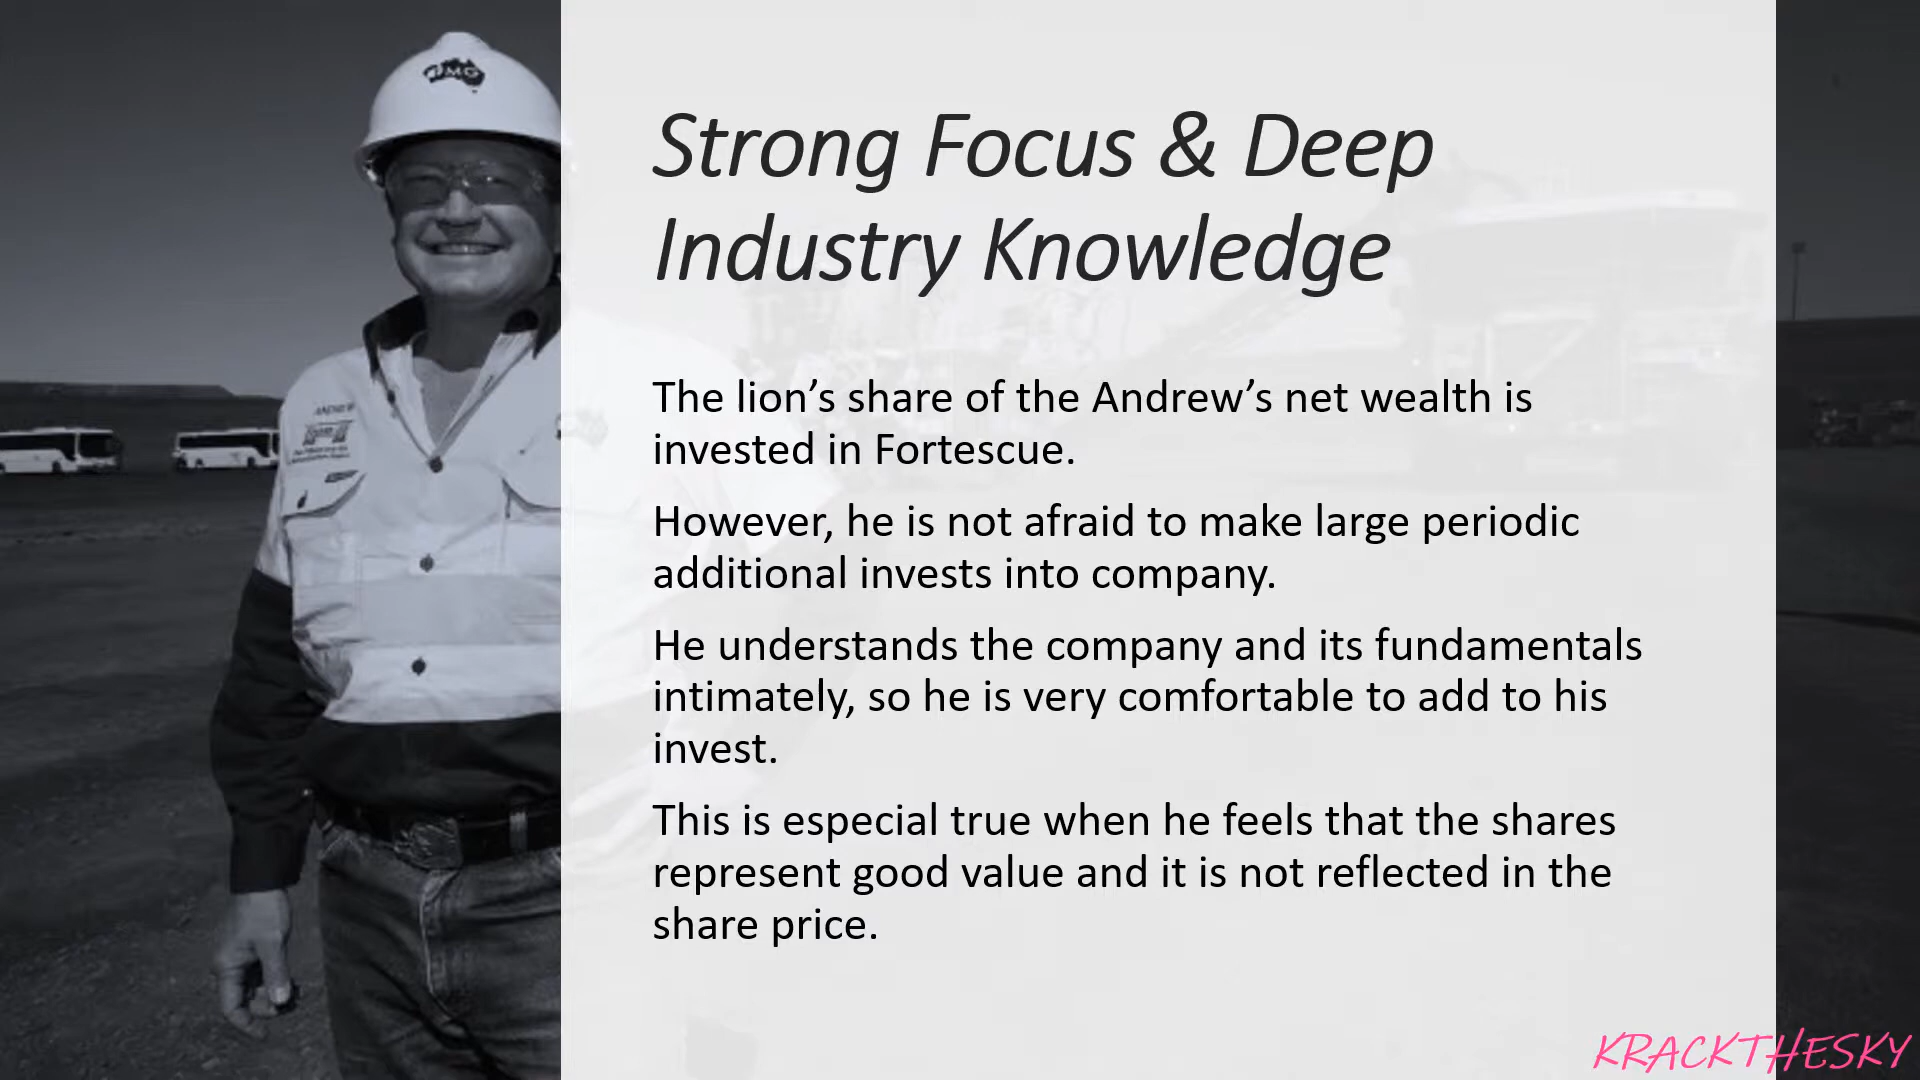 FMG
Strong Focus & Deep
Industry Knowledge
The lion’s share of the Andrew’s net wealth is
invested in Fortescue.
However, he is not afraid to make large periodic
additional invests into company.
He understands the company and its fundamentals
intimately, so he is very comfortable to add to his
invest.
This is especial true when he feels that the shares
represent good value and it is not reflected in the
share price.
ANDREW
KRACKTHESKY